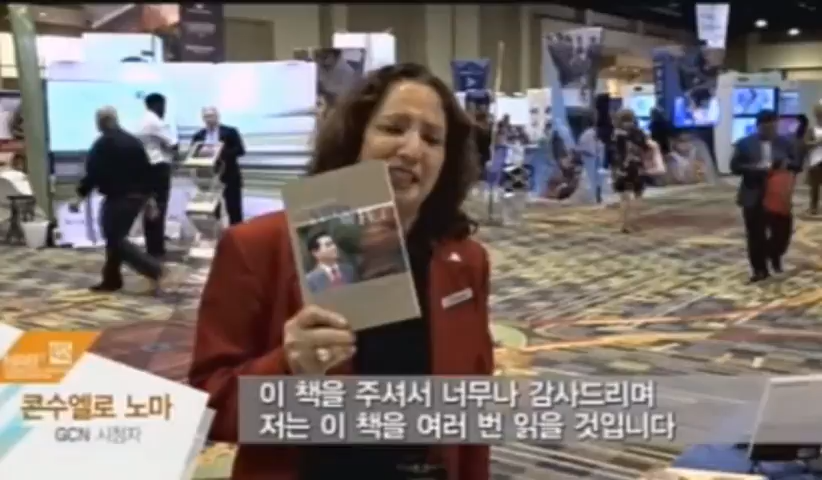 콘수엘로 노마
GCN 시청자
이 책을 주셔서 너무나 감사드리며
저는 이 책을 여러 번 읽을 것입니다